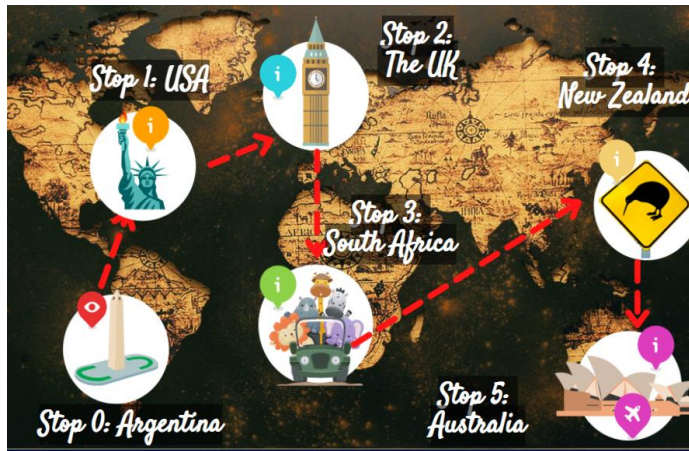 Stop 1: USA
Stop 2:
The UK
Stop 4:
New Zealand
Stop 3:
South Africa
INDIA
Stop 5:
Australia
Stop 0: Argentina